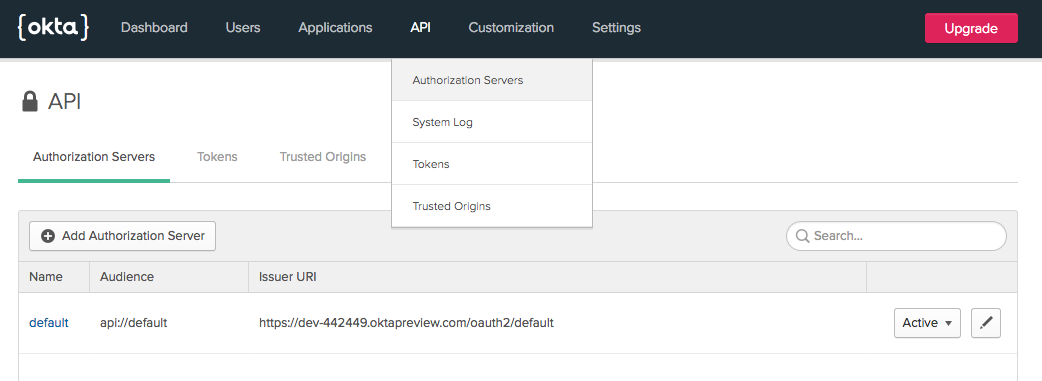 {okta} Dashboard Users Applications API Customization Settings Upgrade
Authorization Servers
System Log
Tokens
Trusted Origins
API
Authorization Servers Tokens Trusted Origins
Add Authorization Server Search...
Name Audience Issuer URI
default api://default https://dev-442449.oktapreview.com/oauth2/default Active